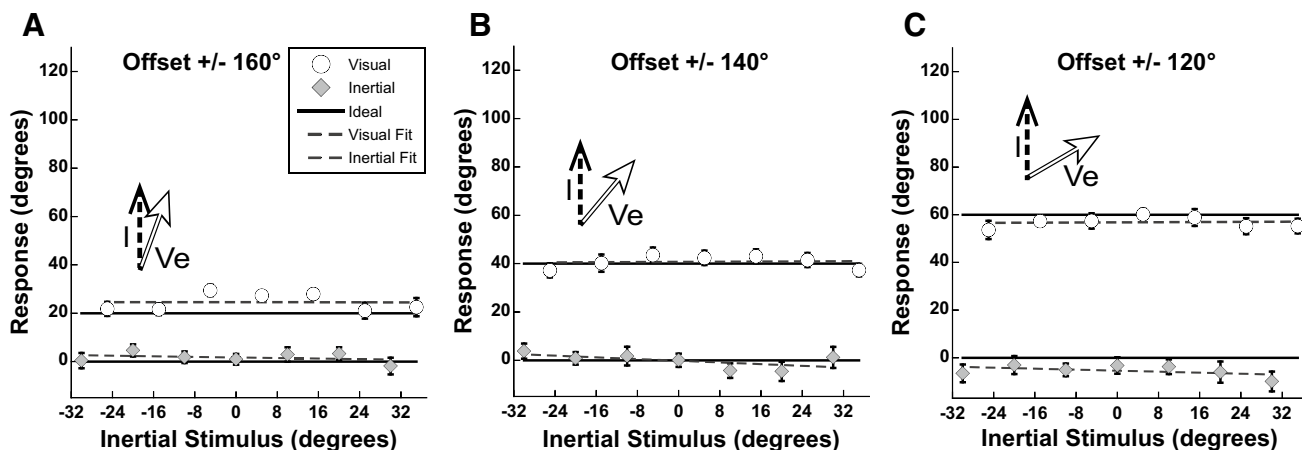 A
Offset +/- 160°
Response (degrees)
120
100
80
60
40
20
0
-32 -24 -16 -8 0 8 16 24 32
Inertial Stimulus (degrees)
Visual
Inertial
Ideal
Visual Fit
Inertial Fit
I
Ve
B
Offset +/- 140°
Response (degrees)
120
100
80
60
40
20
0
-32 -24 -16 -8 0 8 16 24 32
Inertial Stimulus (degrees)
I
Ve
C
Offset +/- 120°
Response (degrees)
120
100
80
60
40
20
0
-32 -24 -16 -8 0 8 16 24 32
Inertial Stimulus (degrees)
I
Ve